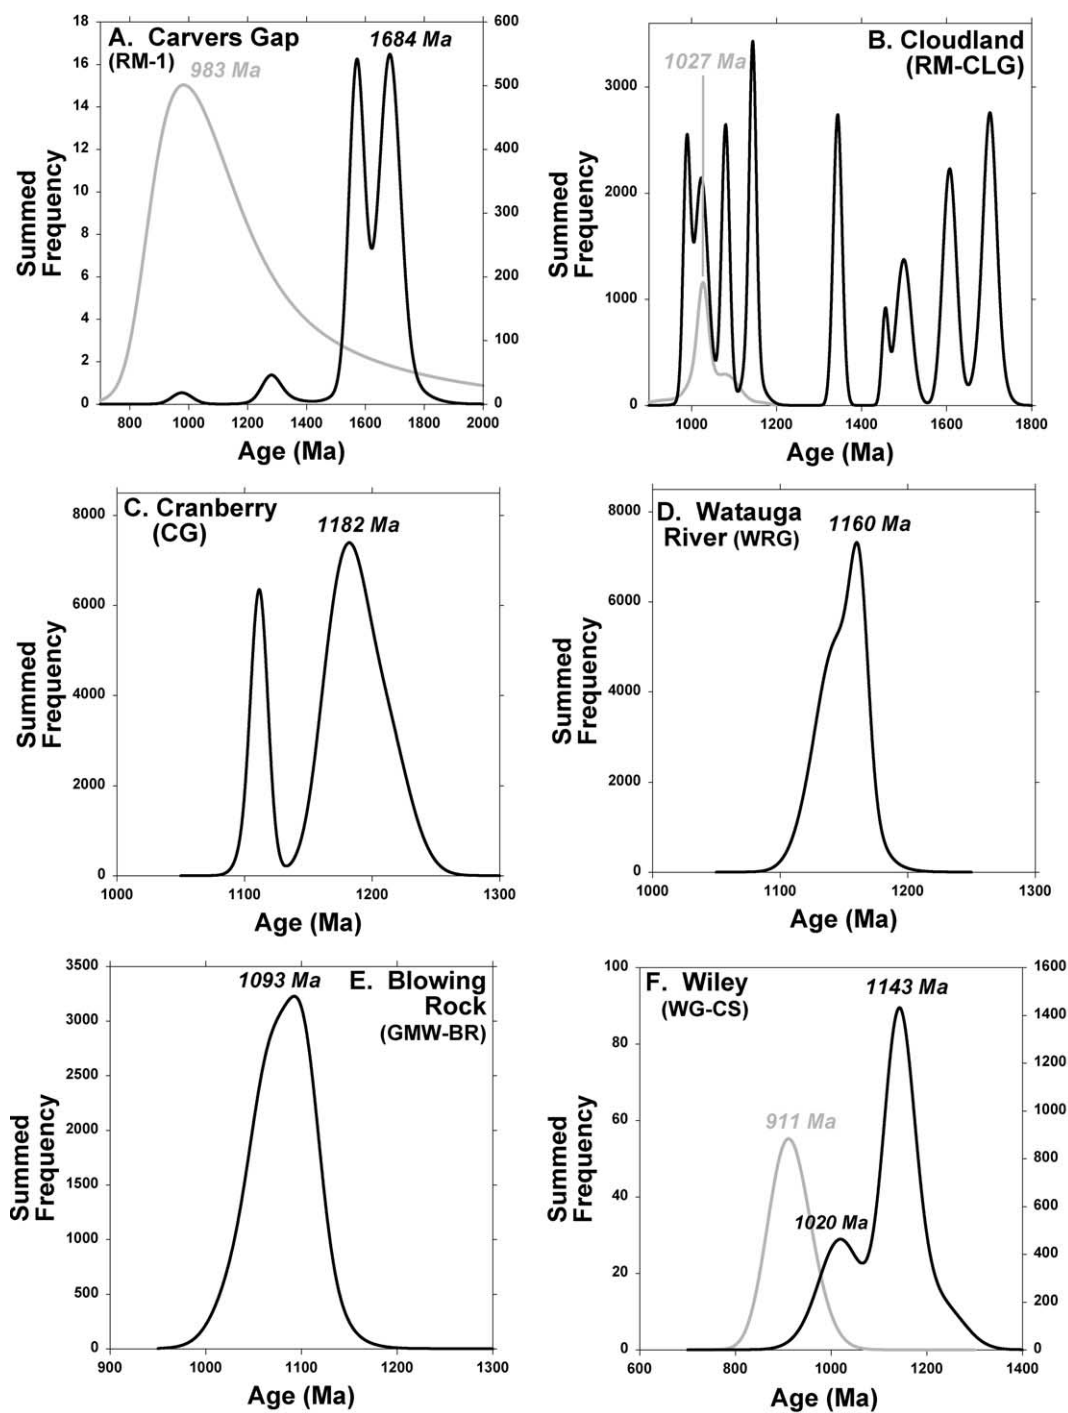 A. Carvers Gap
(RM-1)
983 Ma
1684 Ma
18
16
14
12
10
8
6
4
2
0
600
500
400
300
200
100
0
800 1000 1200 1400 1600 1800 2000
Summed
Frequency
Age (Ma)
B. Cloudland
(RM-CLG)
1027 Ma
3000
2000
1000
0
1000 1200 1400 1600 1800
Summed
Frequency
Age (Ma)
C. Cranberry
(CG)
1182 Ma
8000
6000
4000
2000
0
1000 1100 1200 1300
Summed
Frequency
Age (Ma)
D. Watauga
River (WRG)
1160 Ma
8000
6000
4000
2000
0
1000 1100 1200 1300
Summed
Frequency
Age (Ma)
E. Blowing
Rock
(GMW-BR)
1093 Ma
3500
3000
2500
2000
1500
1000
500
0
900 1000 1100 1200 1300
Summed
Frequency
Age (Ma)
F. Wiley
(WG-CS)
1143 Ma
911 Ma
1020 Ma
100
80
60
40
20
0
1600
1400
1200
1000
800
600
400
200
0
600 800 1000 1200 1400
Summed
Frequency
Age (Ma)